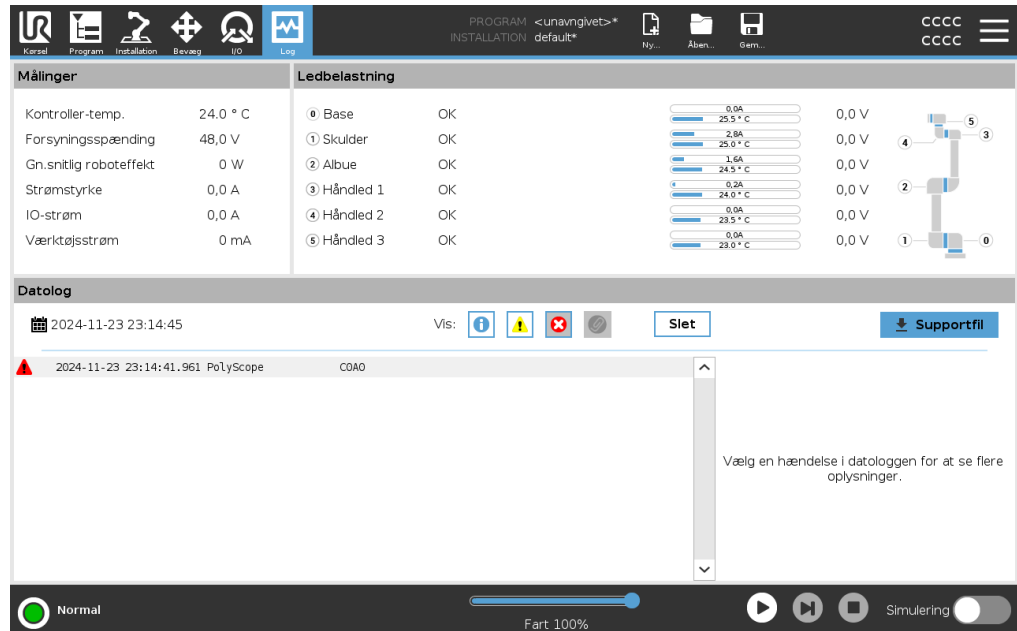 UR
PROGRAM <unavngivet>*
INSTALLATION default*
CCCC
CCCC
Kørsel Program Installation Bevæg I/O Log Ny... Åben... Gem...
Målinger
Kontroller-temp. 24.0 ° C
Forsyningsspænding 48,0 V
Gn.snitlig roboteffekt 0 W
Strømstyrke 0,0 A
IO-strøm 0,0 A
Værktøjsstrøm 0 mA
Ledbelastning
0 Base OK 0,0A 25.5 ° C 0,0 V
1 Skulder OK 2,8A 25.0 ° C 0,0 V
2 Albue OK 1,6A 24.5 ° C 0,0 V
3 Håndled 1 OK 0,2A 24.0 ° C 0,0 V
4 Håndled 2 OK 0,0A 23.5 ° C 0,0 V
5 Håndled 3 OK 0,0A 23.0 ° C 0,0 V
5
4 3
2
1 0
Datolog
2024-11-23 23:14:45 Vis: Slet Supportfil
2024-11-23 23:14:41.961 PolyScope C0A0
Vælg en hændelse i datologgen for at se flere
oplysninger.
Normal
Fart 100%
Simulering